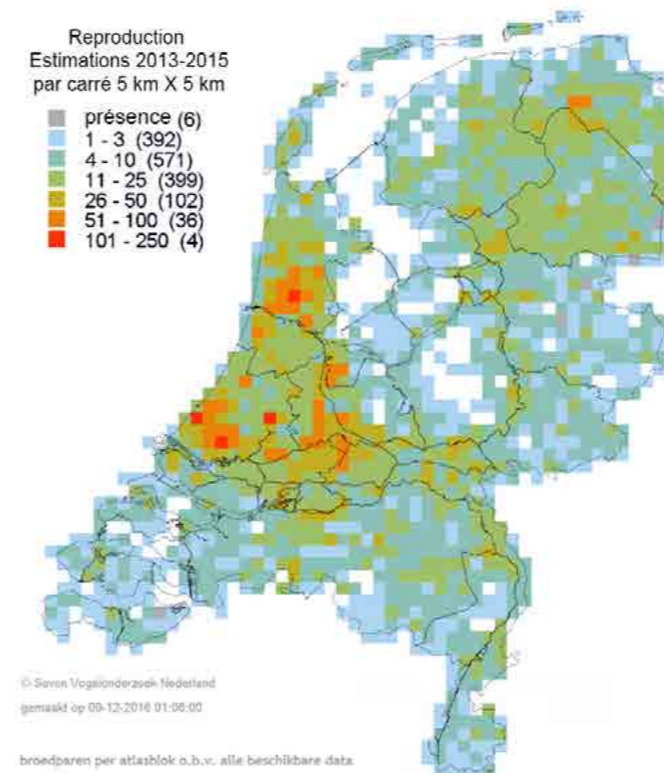 Reproduction
Estimations 2013-2015
par carré 5 km X 5 km
présence (6)
1 - 3 (392)
4 - 10 (571)
11 - 25 (399)
26 - 50 (102)
51 - 100 (36)
101 - 250 (4)
© Sovon Vogelonderzoek Nederland
gemaakt op 09-12-2016 01:06:00
broedparen per atlasblok o.b.v. alle beschikbare data